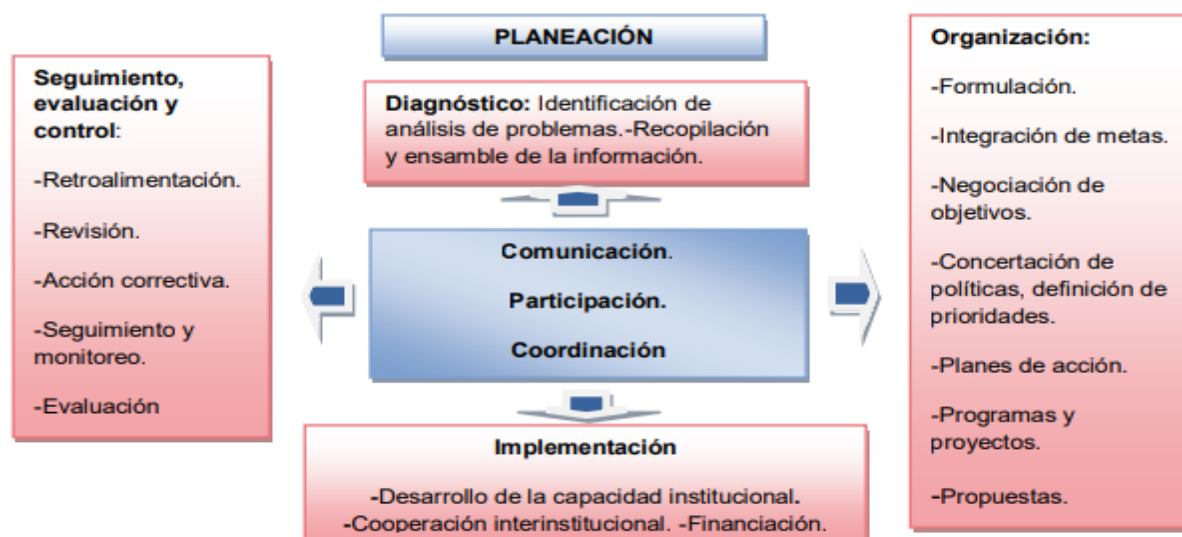 PLANEACIÓN
Seguimiento,
evaluación y
control:
-Retroalimentación.
-Revisión.
-Acción correctiva.
-Seguimiento y
monitoreo.
-Evaluación
Diagnóstico: Identificación de
análisis de problemas.-Recopilación
y ensamble de la información.
Comunicación.
Participación.
Coordinación
Implementación
-Desarrollo de la capacidad institucional.
-Cooperación interinstitucional. -Financiación.
Organización:
-Formulación.
-Integración de metas.
-Negociación de
objetivos.
-Concertación de
políticas, definición de
prioridades.
-Planes de acción.
-Programas y
proyectos.
-Propuestas.